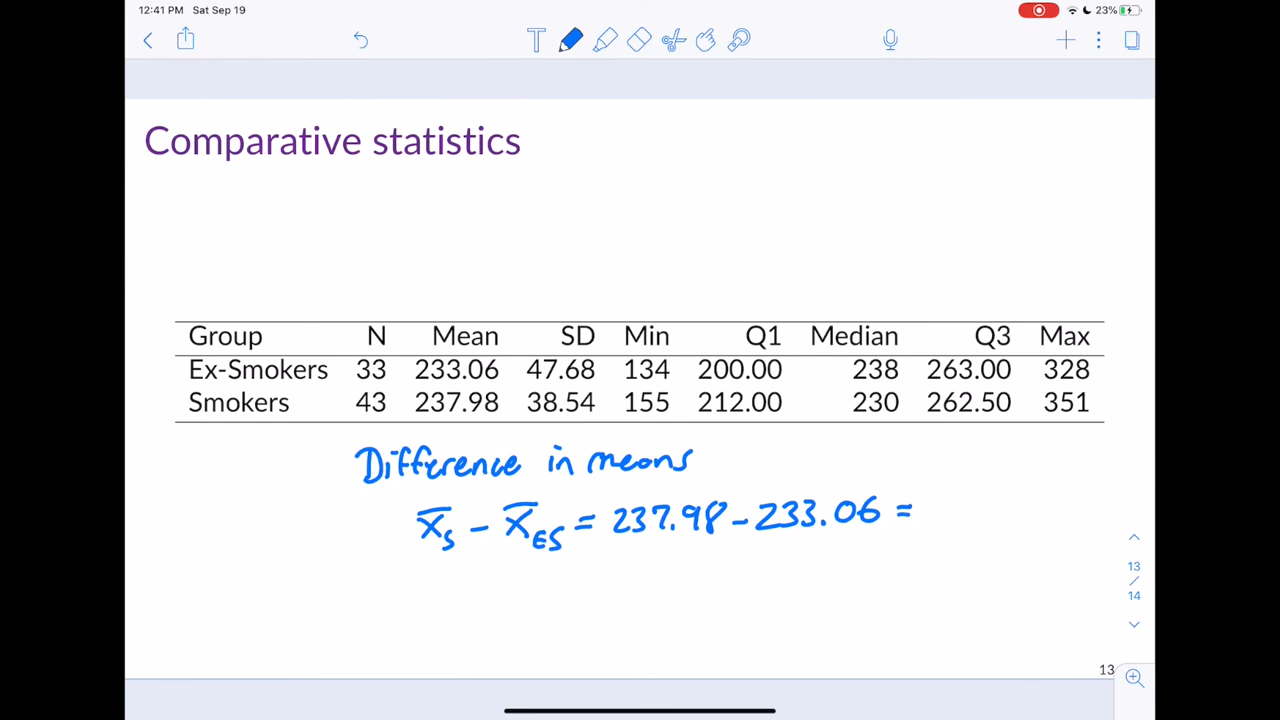 12:41 PM Sat Sep 19 23%
T
Comparative statistics
Group N Mean SD Min Q1 Median Q3 Max
Ex-Smokers 33 233.06 47.68 134 200.00 238 263.00 328
Smokers 43 237.98 38.54 155 212.00 230 262.50 351
Difference in means
x̄S - x̄ES = 237.98 - 233.06 =
13
/
14
13